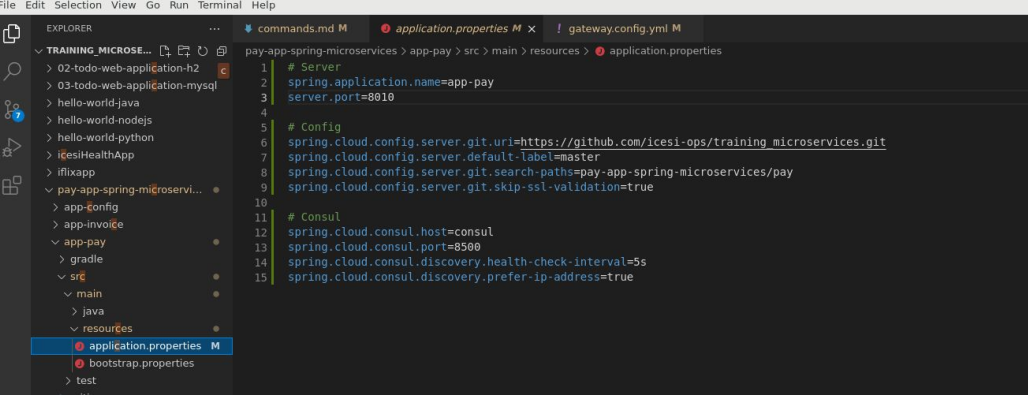 File Edit Selection View Go Run Terminal Help
EXPLORER
TRAINING_MICROSE...
02-todo-web-application-h2
c
03-todo-web-application-mysql
hello-world-java
hello-world-nodejs
hello-world-python
icesiHealthApp
iflixapp
pay-app-spring-microservi...
app-config
app-invoice
app-pay
gradle
src
main
java
resources
application.properties M
bootstrap.properties
test
7
commands.md M
application.properties M
gateway.config.yml M
pay-app-spring-microservices > app-pay > src > main > resources > application.properties
1 # Server
2 spring.application.name=app-pay
3 server.port=8010
4
5 # Config
6 spring.cloud.config.server.git.uri=https://github.com/icesi-ops/training_microservices.git
7 spring.cloud.config.server.default-label=master
8 spring.cloud.config.server.git.search-paths=pay-app-spring-microservices/pay
9 spring.cloud.config.server.git.skip-ssl-validation=true
10
11 # Consul
12 spring.cloud.consul.host=consul
13 spring.cloud.consul.port=8500
14 spring.cloud.consul.discovery.health-check-interval=5s
15 spring.cloud.consul.discovery.prefer-ip-address=true